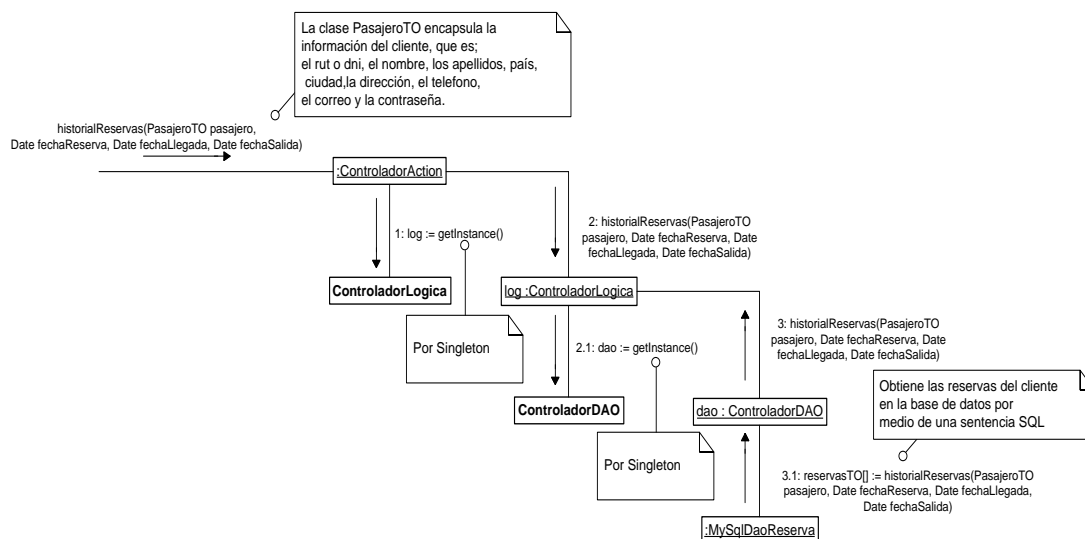 La clase PasajeroTO encapsula la
información del cliente, que es;
el rut o dni, el nombre, los apellidos, país,
ciudad,la dirección, el telefono,
el correo y la contraseña.
historialReservas(PasajeroTO pasajero,
Date fechaReserva, Date fechaLlegada, Date fechaSalida)
:ControladorAction
1: log := getInstance()
2: historialReservas(PasajeroTO
pasajero, Date fechaReserva, Date
fechaLlegada, Date fechaSalida)
ControladorLogica
log :ControladorLogica
Por Singleton
2.1: dao := getInstance()
3: historialReservas(PasajeroTO
pasajero, Date fechaReserva, Date
fechaLlegada, Date fechaSalida)
Obtiene las reservas del cliente
en la base de datos por
medio de una sentencia SQL
ControladorDAO
dao : ControladorDAO
Por Singleton
3.1: reservasTO[] := historialReservas(PasajeroTO
pasajero, Date fechaReserva, Date fechaLlegada,
Date fechaSalida)
:MySqlDaoReserva